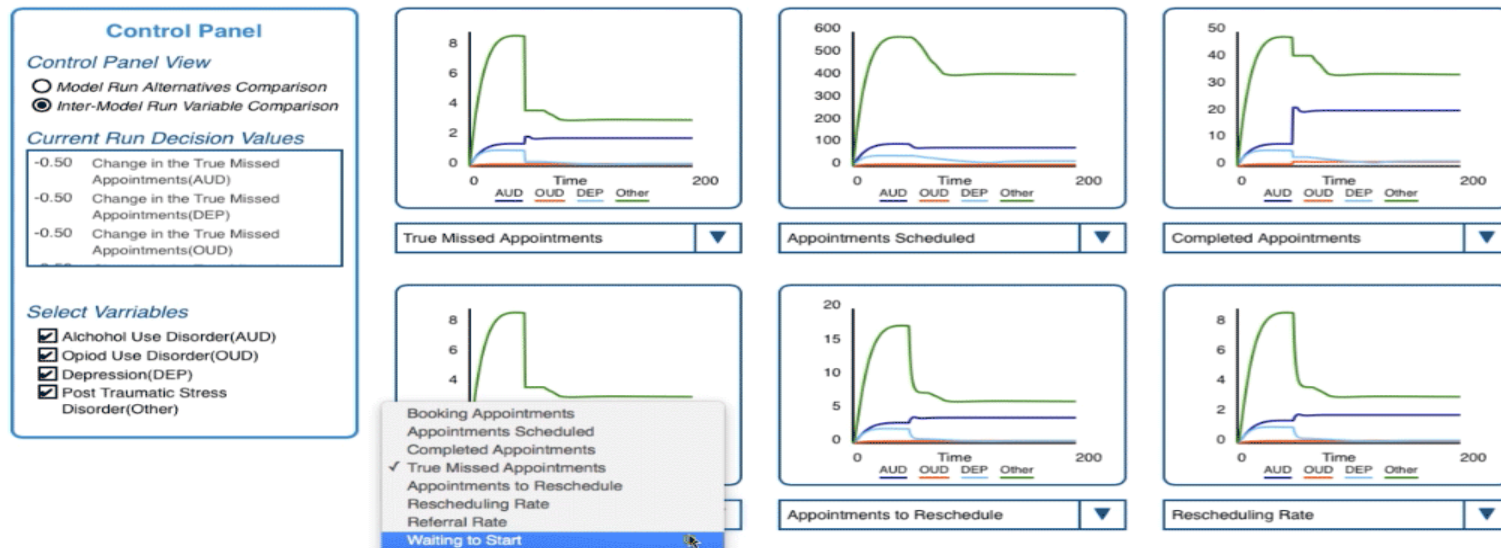 Control Panel
Control Panel View
Model Run Alternatives Comparison
Inter-Model Run Variable Comparison
Current Run Decision Values
-0.50 Change in the True Missed
Appointments(AUD)
-0.50 Change in the True Missed
Appointments(DEP)
-0.50 Change in the True Missed
Appointments(OUD)
Select Varriables
Alchohol Use Disorder(AUD)
Opiod Use Disorder(OUD)
Depression(DEP)
Post Traumatic Stress
Disorder(Other)
8
6
4
2
0
0 Time 200
AUD OUD DEP Other
True Missed Appointments
600
500
400
300
200
100
0
0 Time 200
AUD OUD DEP Other
Appointments Scheduled
50
40
30
20
10
0
0 Time 200
AUD OUD DEP Other
Completed Appointments
8
6
4
Booking Appointments
Appointments Scheduled
Completed Appointments
✓ True Missed Appointments
Appointments to Reschedule
Rescheduling Rate
Referral Rate
Waiting to Start
20
15
10
5
0
0 Time 200
AUD OUD DEP Other
Appointments to Reschedule
8
6
4
2
0
0 Time 200
AUD OUD DEP Other
Rescheduling Rate